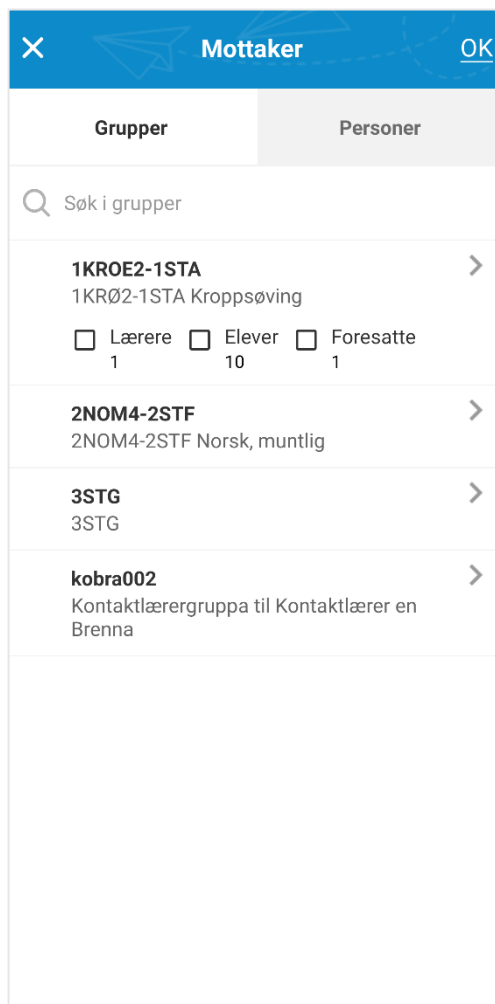 Mottaker
OK
Grupper
Personer
Søk i grupper
1KROE2-1STA
1KRØ2-1STA Kroppsøving
Lærere Elever Foresatte
1 10 1
2NOM4-2STF
2NOM4-2STF Norsk, muntlig
3STG
3STG
kobra002
Kontaktlærergruppa til Kontaktlærer en
Brenna